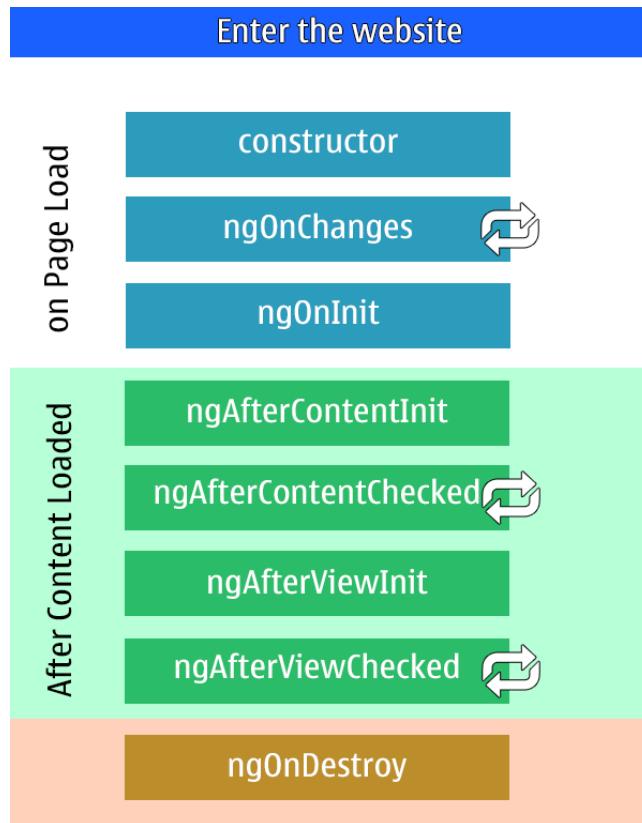 Enter the website
on Page Load
constructor
ngOnChanges
ngOnInit
After Content Loaded
ngAfterContentInit
ngAfterContentChecked
ngAfterViewInit
ngAfterViewChecked
ngOnDestroy